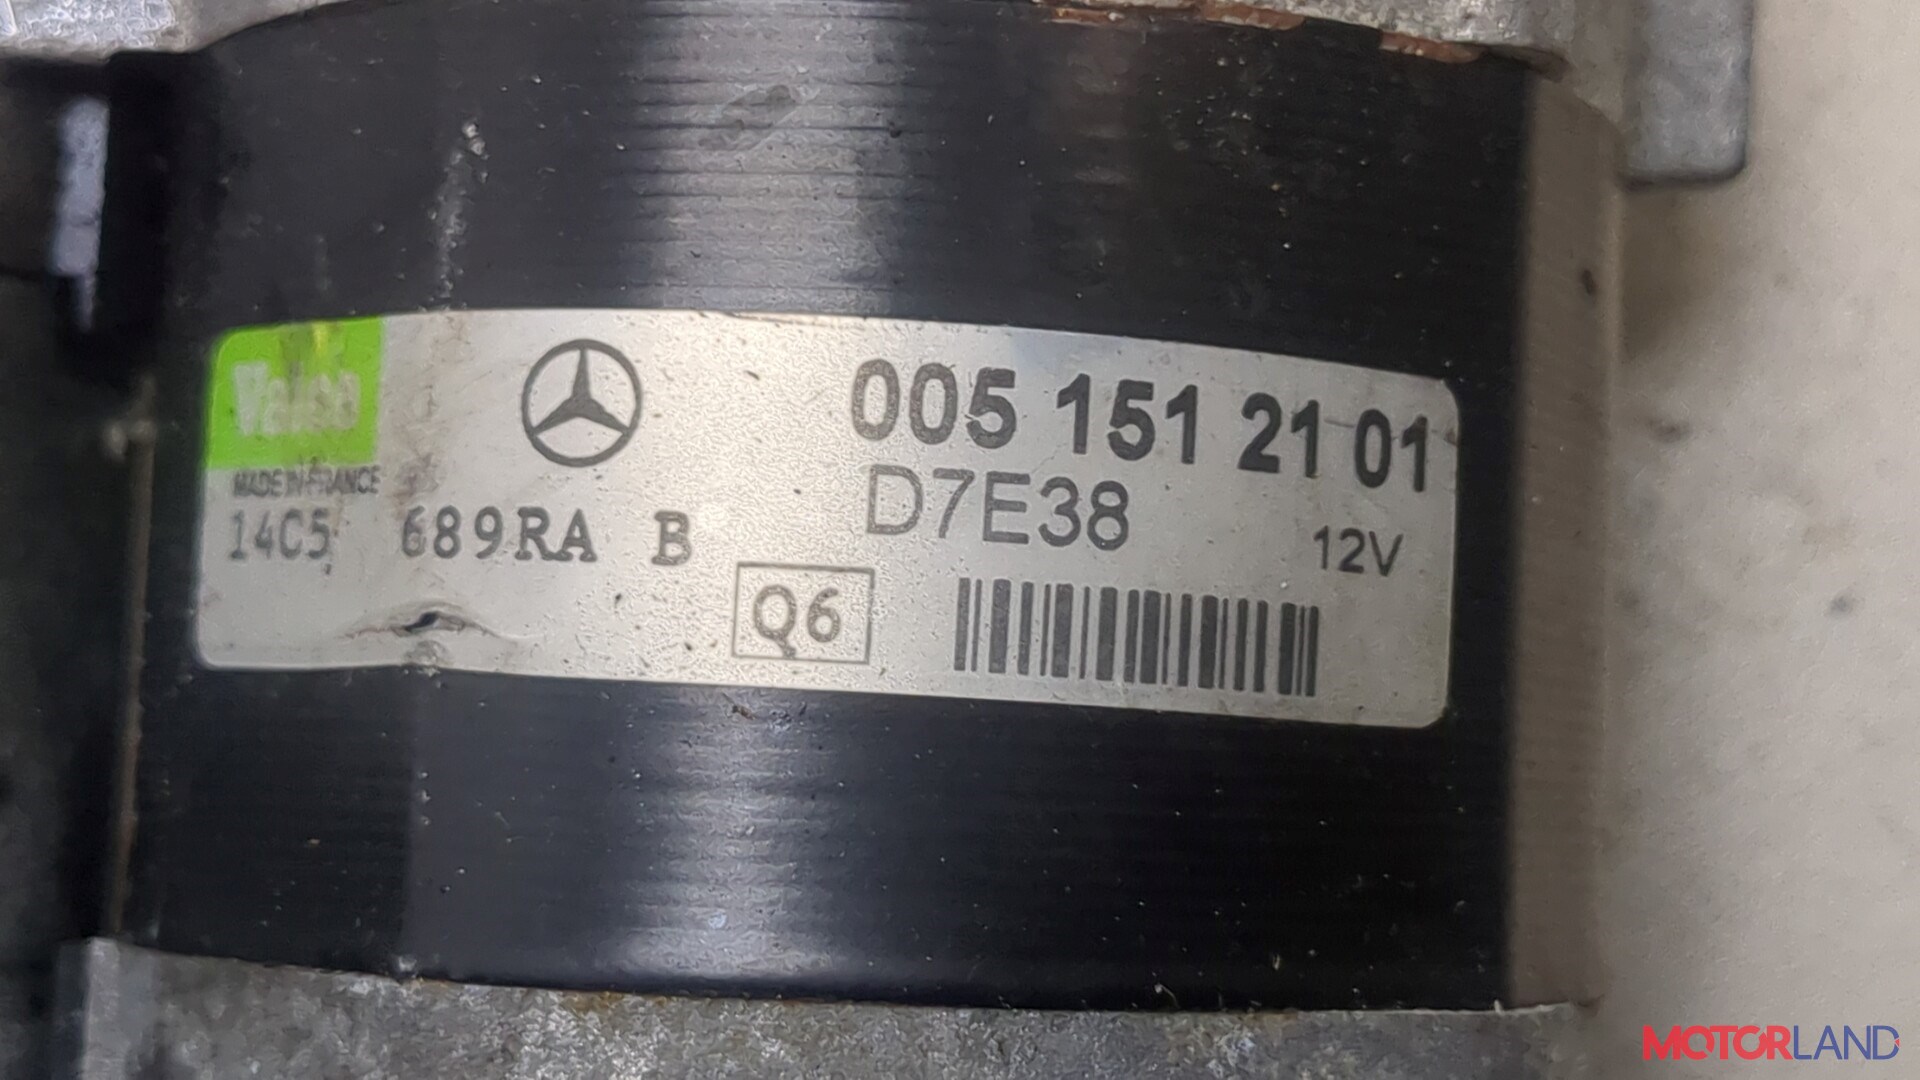 Valeo
MADE IN FRANCE
14C5 689RA B
005 151 21 01
D7E38
12V
Q6
MOTORLAND